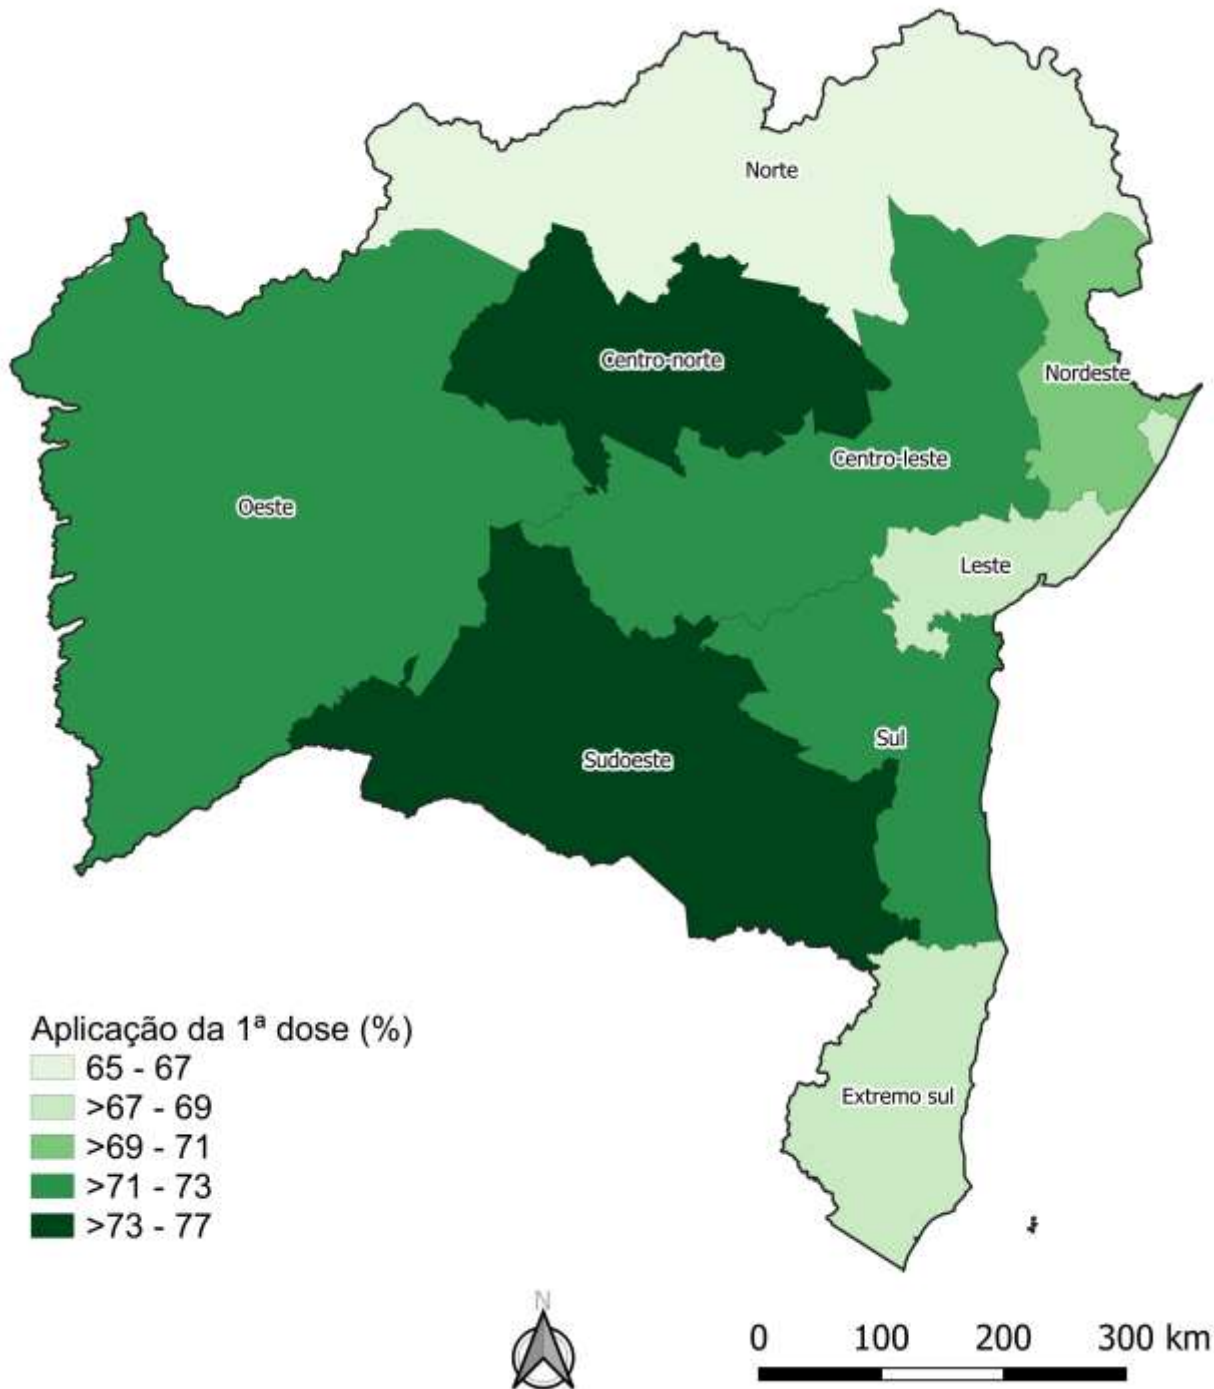 Norte
Centro-norte
Nordeste
Centro-leste
Oeste
Leste
Sul
Sudoeste
Aplicação da 1ª dose (%)
65 - 67
>67 - 69
>69 - 71
>71 - 73
>73 - 77
Extremo sul
N
0 100 200 300 km